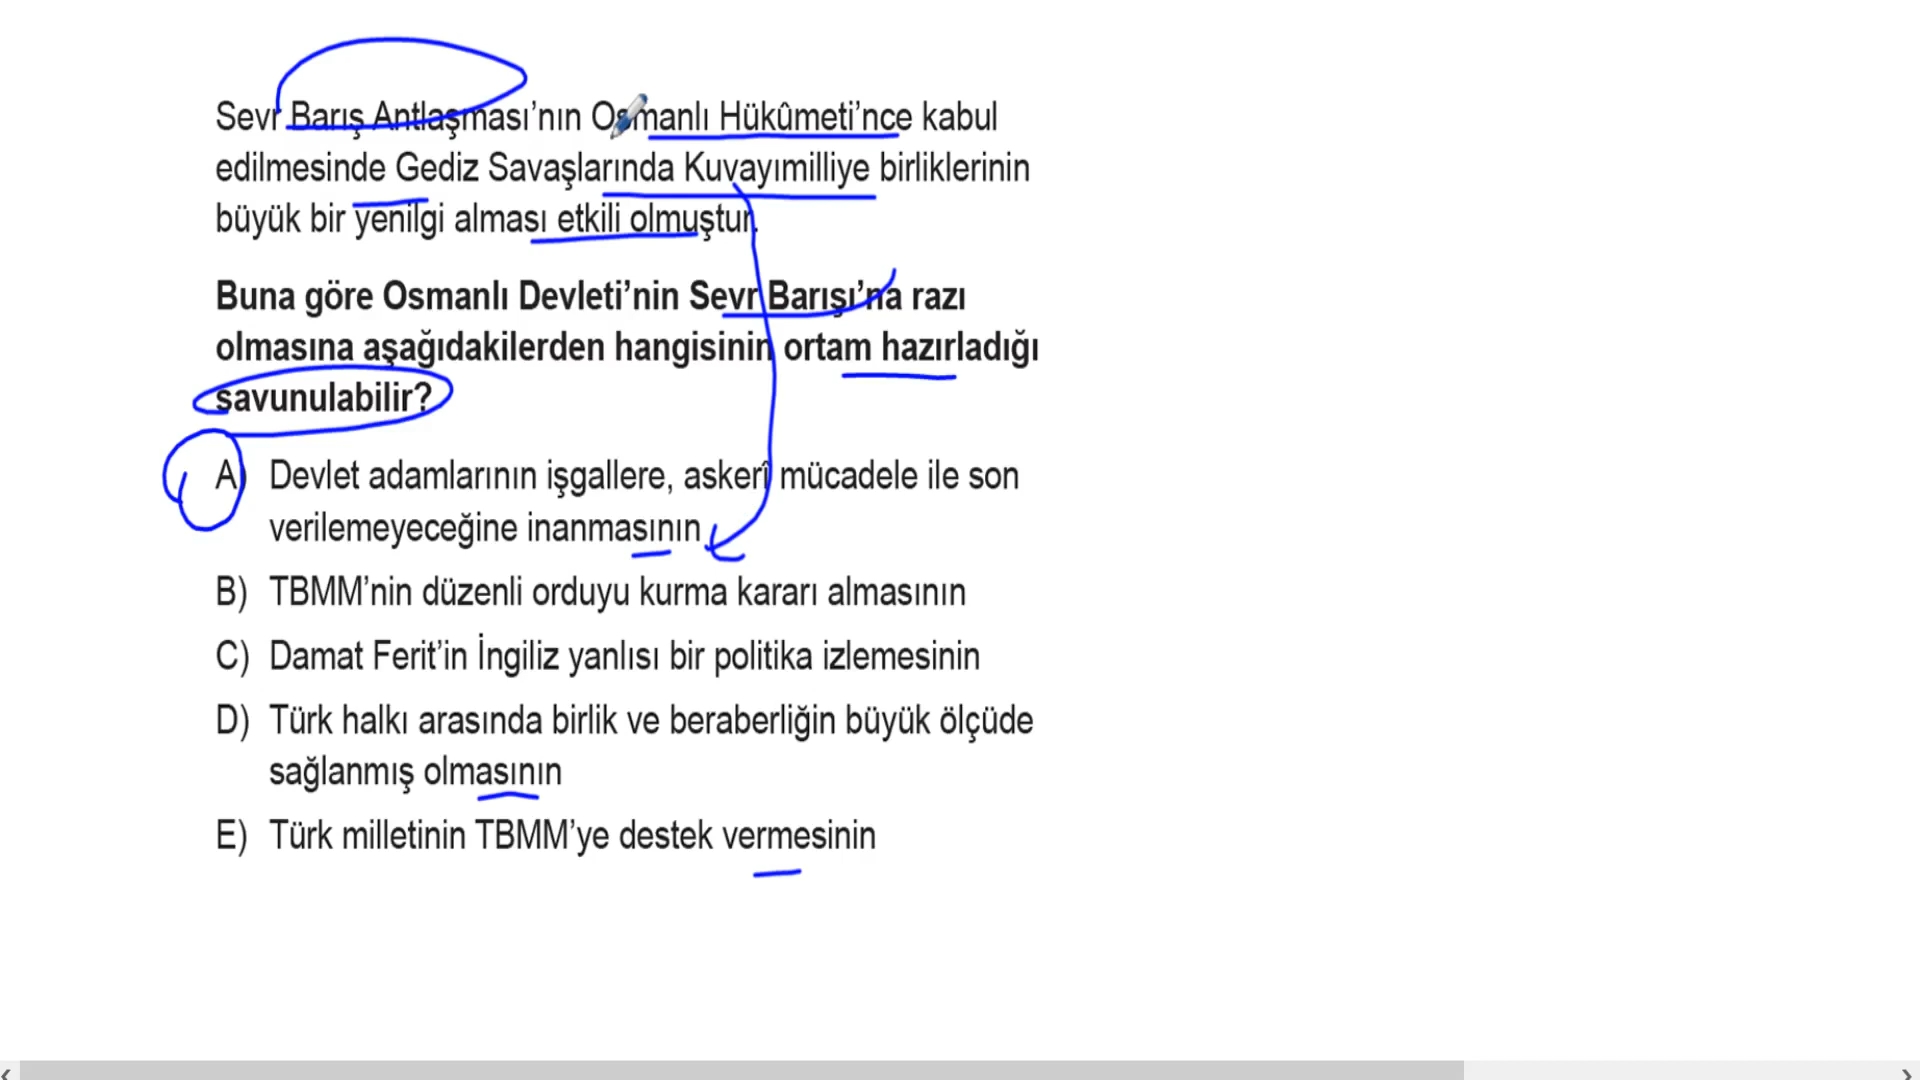 Sevr Barış Antlaşması’nın Osmanlı Hükûmeti’nce kabul
edilmesinde Gediz Savaşlarında Kuvayımilliye birliklerinin
büyük bir yenilgi alması etkili olmuştur.
Buna göre Osmanlı Devleti’nin Sevr Barışı’na razı
olmasına aşağıdakilerden hangisinin ortam hazırladığı
savunulabilir?
A) Devlet adamlarının işgallere, askerî mücadele ile son
verilemeyeceğine inanmasının
B) TBMM’nin düzenli orduyu kurma kararı almasının
C) Damat Ferit’in İngiliz yanlısı bir politika izlemesinin
D) Türk halkı arasında birlik ve beraberliğin büyük ölçüde
sağlanmış olmasının
E) Türk milletinin TBMM’ye destek vermesinin